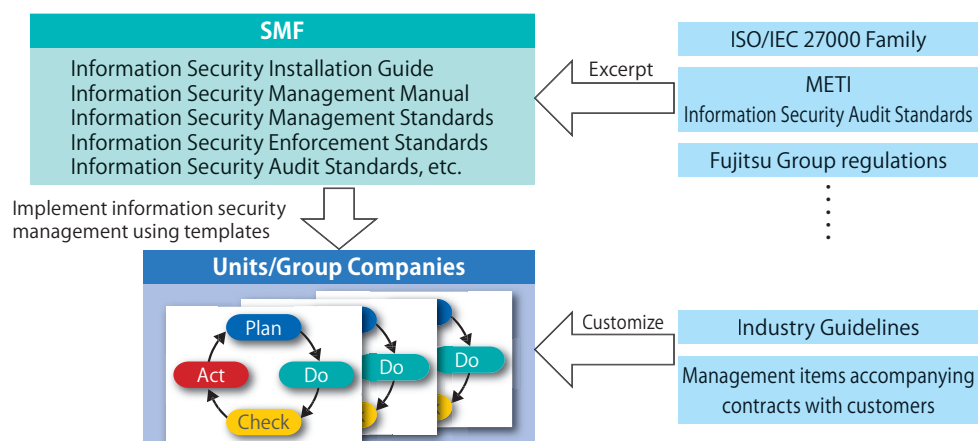 SMF
Information Security Installation Guide
Information Security Management Manual
Information Security Management Standards
Information Security Enforcement Standards
Information Security Audit Standards, etc.
Excerpt
ISO/IEC 27000 Family
METI
Information Security Audit Standards
Fujitsu Group regulations
Implement information security
management using templates
Units/Group Companies
Plan
Act
Do
Check
Do
Do
Customize
Industry Guidelines
Management items accompanying
contracts with customers